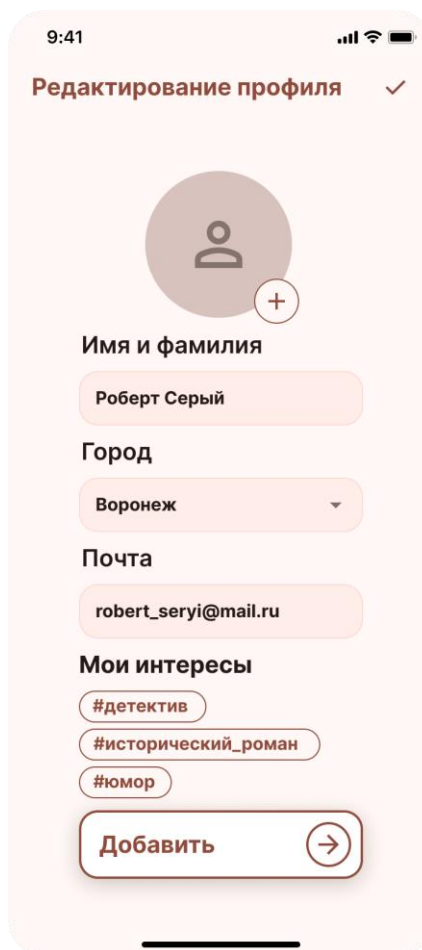 9:41
Редактирование профиля
Имя и фамилия
Роберт Серый
Город
Воронеж
Почта
robert_seryi@mail.ru
Мои интересы
#детектив
#исторический_роман
#юмор
Добавить